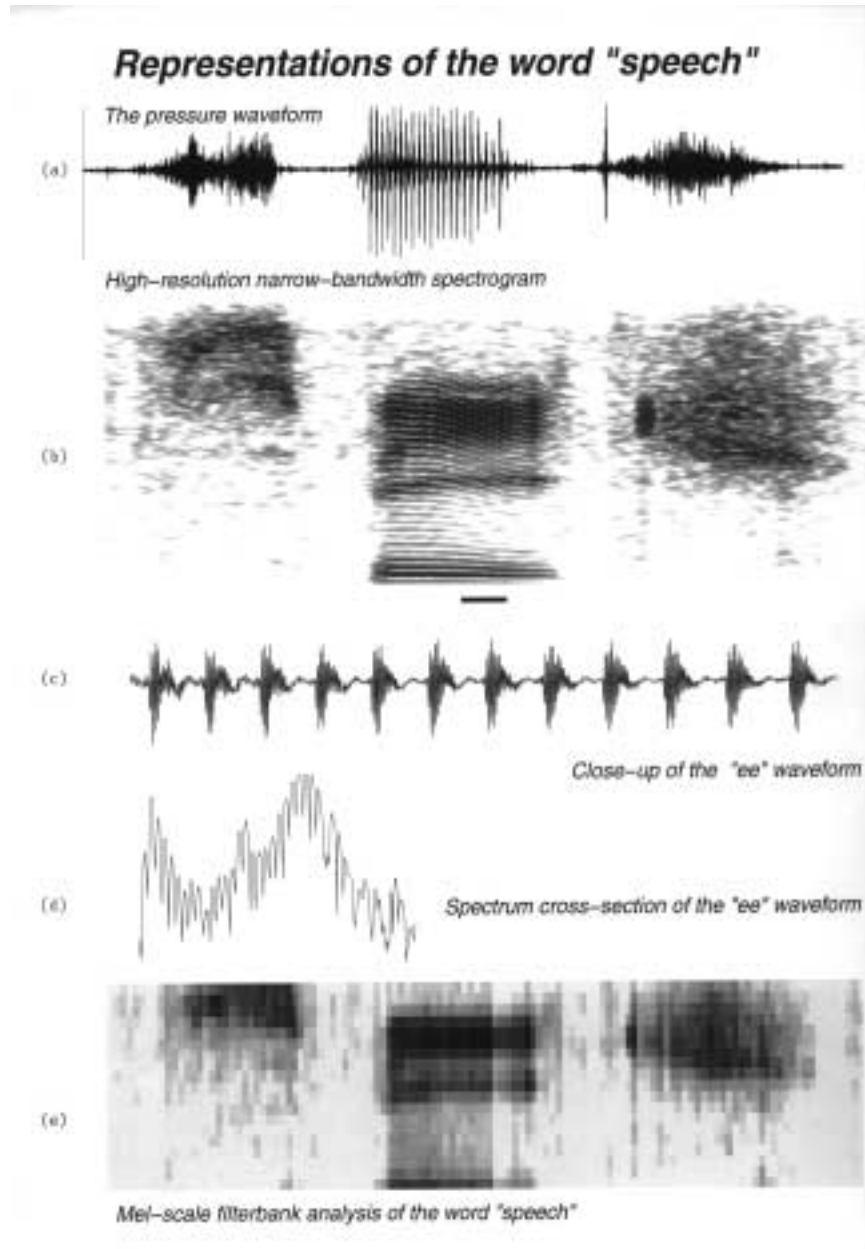 Representations of the word "speech"
The pressure waveform
(a)
High-resolution narrow-bandwidth spectrogram
(b)
(c)
Close-up of the "ee" waveform
(d)
Spectrum cross-section of the "ee" waveform
(e)
Mel-scale fillterbank analysis of the word "speech"